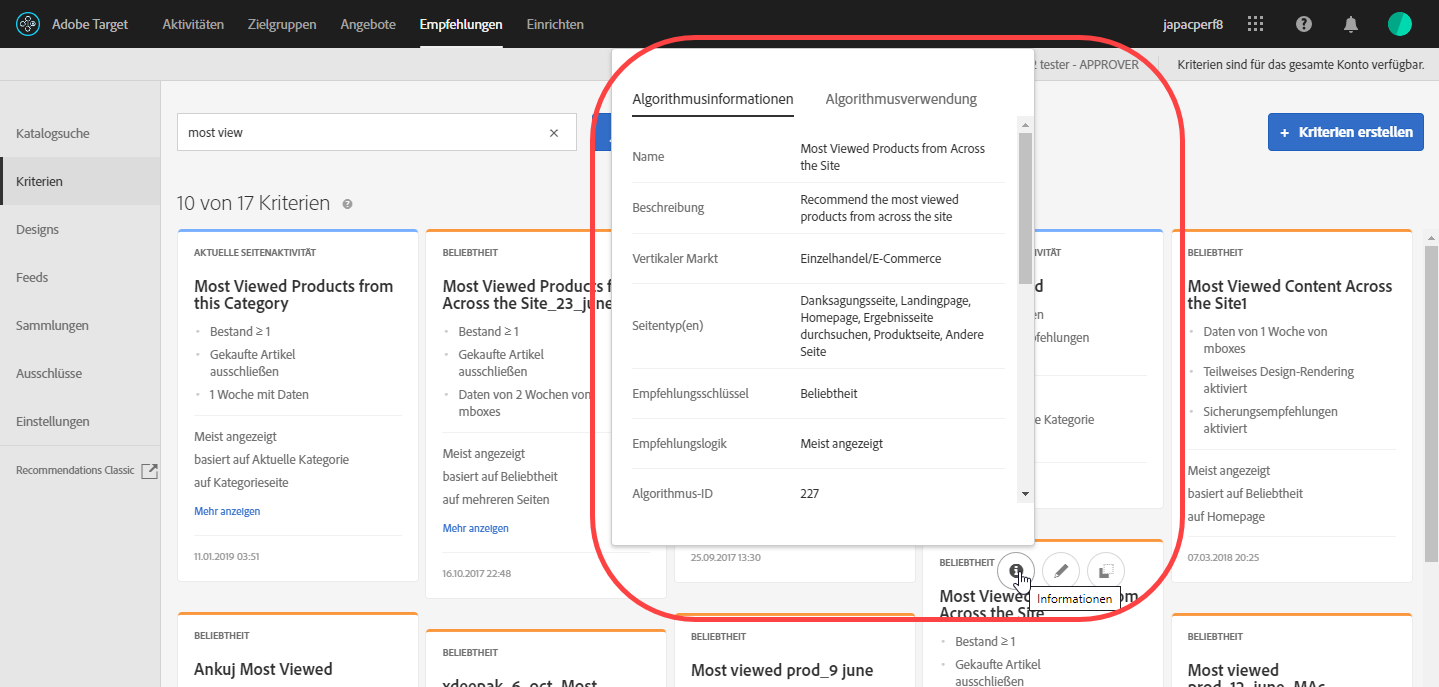 Adobe Target
Aktivitäten
Zielgruppen
Angebote
Empfehlungen
Einrichten
japacperf8
tester - APPROVER
Kriterien sind für das gesamte Konto verfügbar.
Katalogsuche
Kriterien
Designs
Feeds
Sammlungen
Ausschlüsse
Einstellungen
Recommendations Classic
most view
+ Kriterien erstellen
10 von 17 Kriterien
AKTUELLE SEITENAKTIVITÄT
Most Viewed Products from
this Category
Bestand ≥ 1
Gekaufte Artikel
ausschließen
1 Woche mit Daten
Meist angezeigt
basiert auf Aktuelle Kategorie
auf Kategorieseite
Mehr anzeigen
11.01.2019 03:51
BELIEBTHEIT
Most Viewed Products f
Across the Site_23_june
Bestand ≥ 1
Gekaufte Artikel
ausschließen
Daten von 2 Wochen von
mboxes
Meist angezeigt
basiert auf Beliebtheit
auf mehreren Seiten
Mehr anzeigen
16.10.2017 22:48
Algorithmusinformationen
Algorithmusverwendung
Name
Most Viewed Products from Across
the Site
Beschreibung
Recommend the most viewed
products from across the site
Vertikaler Markt
Einzelhandel/E-Commerce
Seitentyp(en)
Danksagungsseite, Landingpage,
Homepage, Ergebnisseite
durchsuchen, Produktseite, Andere
Seite
Empfehlungsschlüssel
Beliebtheit
Empfehlungslogik
Meist angezeigt
Algorithmus-ID
227
25.09.2017 13:30
IVITÄT
d
en
pfehlungen
e Kategorie
BELIEBTHEIT
Most Viewed Content Across
the Site1
Daten von 1 Woche von
mboxes
Teilweises Design-Rendering
aktiviert
Sicherungsempfehlungen
aktiviert
Meist angezeigt
basiert auf Beliebtheit
auf Homepage
07.03.2018 20:25
BELIEBTHEIT
Ankuj Most Viewed
BELIEBTHEIT
xdeepak_6_oct_Most
BELIEBTHEIT
Most viewed prod_9 june
BELIEBTHEIT
Informationen
Most Viewed om
Across the Site
Bestand ≥ 1
Gekaufte Artikel
ausschließen
BELIEBTHEIT
Most viewed
prod_12_june_MAc